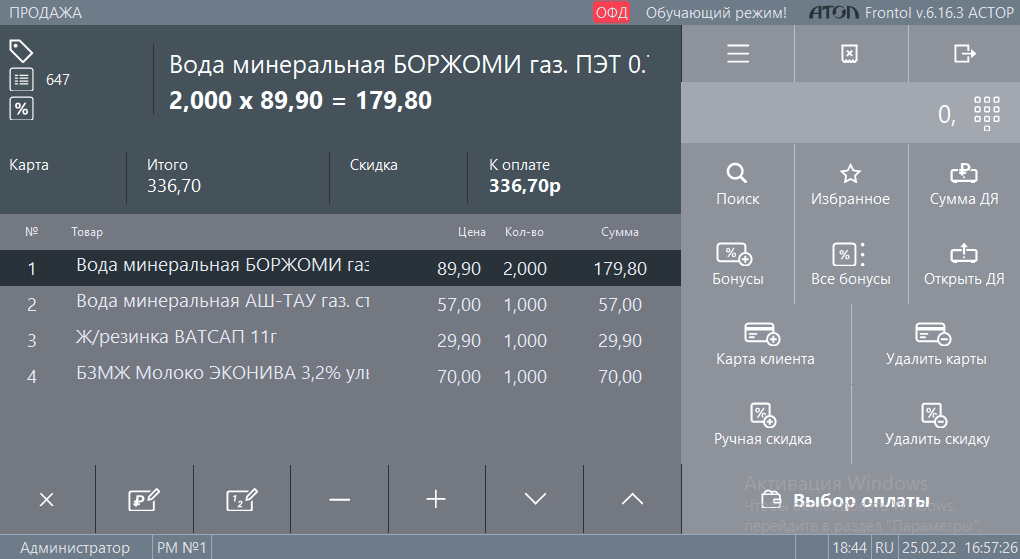 ПРОДАЖА ОФД Обучающий режим! ATOЛ Frontol v.6.16.3 АСТОР
Вода минеральная БОРЖОМИ газ. ПЭТ 0.
647
2,000 x 89,90 = 179,80
0,
Карта Итого Скидка К оплате
336,70 336,70р
Поиск Избранное Сумма ДЯ
№ Товар Цена Кол-во Сумма
1 Вода минеральная БОРЖОМИ газ 89,90 2,000 179,80
2 Вода минеральная АШ-ТАУ газ. ст 57,00 1,000 57,00
3 Ж/резинка ВАТСАП 11г 29,90 1,000 29,90
4 БЗМЖ Молоко ЭКОНИВА 3,2% уль 70,00 1,000 70,00
Бонусы Все бонусы Открыть ДЯ
Карта клиента Удалить карты
Ручная скидка Удалить скидку
Активация Windows
Выбор оплаты
Чтобы активировать Windows,
перейдите в раздел "Параметры".
Администратор РМ №1 18:44 RU 25.02.22 16:57:26